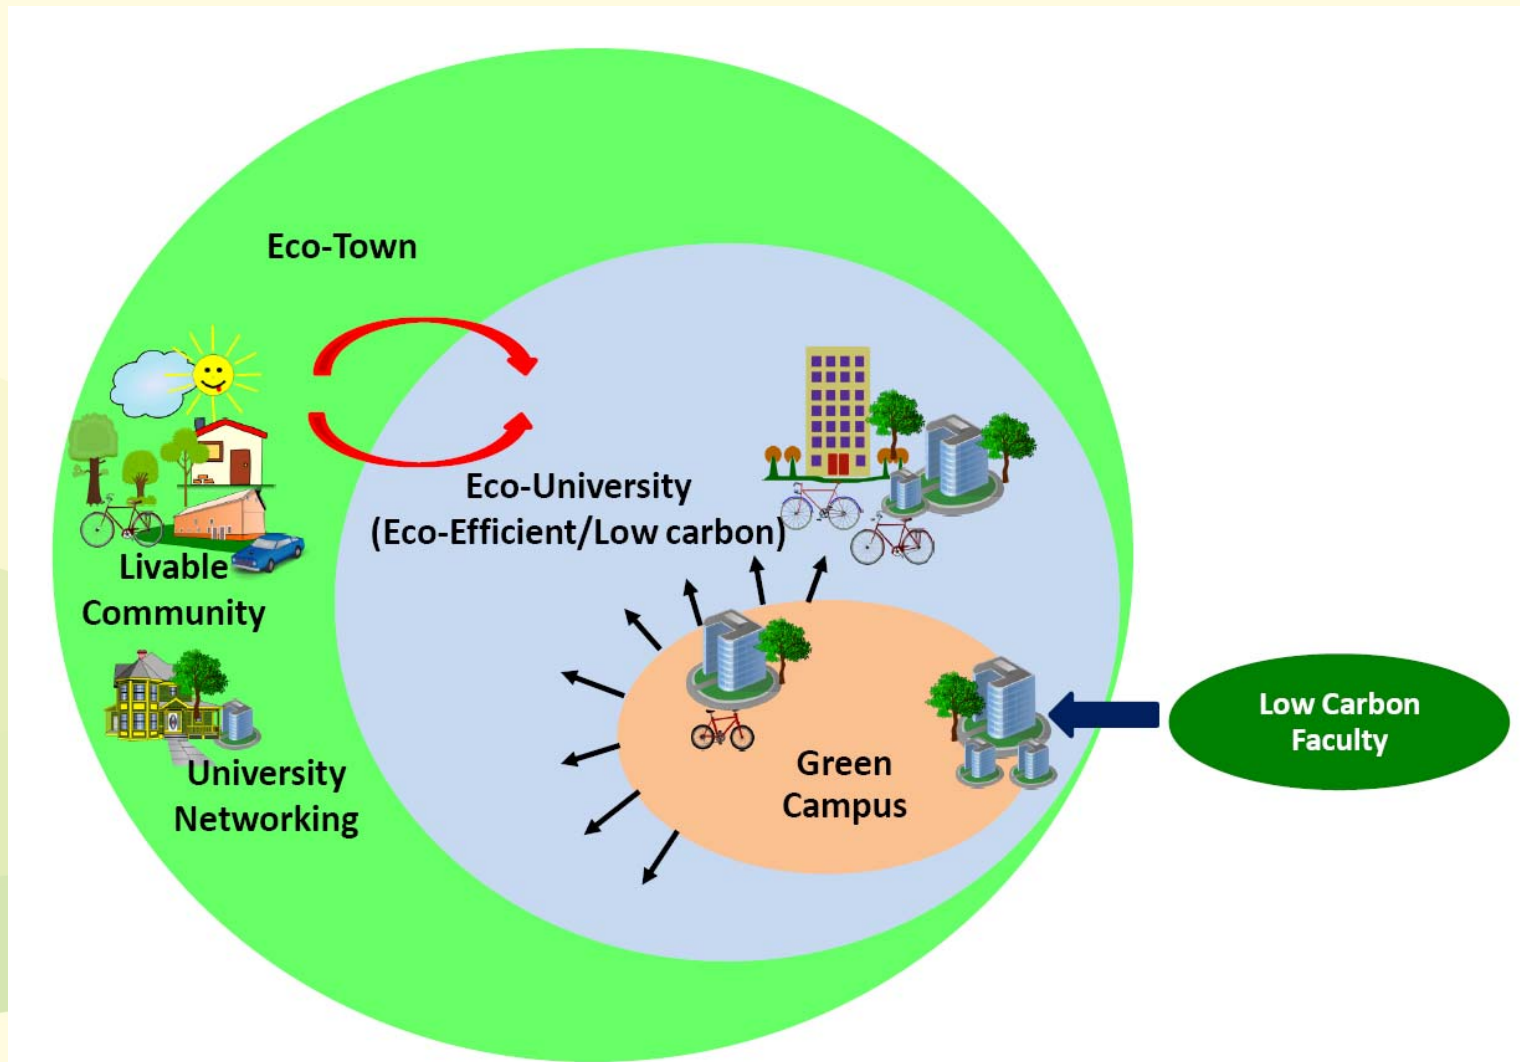 Eco-Town
Eco-University
(Eco-Efficient/Low carbon)
Livable
Community
University
Networking
Green
Campus
Low Carbon
Faculty